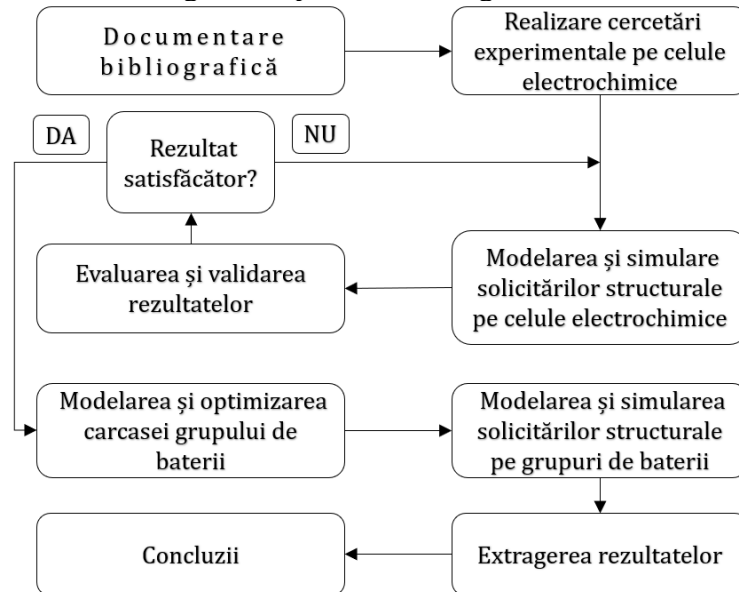 Documentare
bibliografică
Realizare cercetări
experimentale pe celule
electrochimice
DA
Rezultat
satisfăcător?
NU
Evaluarea și validarea
rezultatelor
Modelarea și simulare
solicitărilor structurale
pe celule electrochimice
Modelarea și optimizarea
carcasei grupului de
baterii
Modelarea și simularea
solicitărilor structurale
pe grupuri de baterii
Concluzii
Extragerea rezultatelor